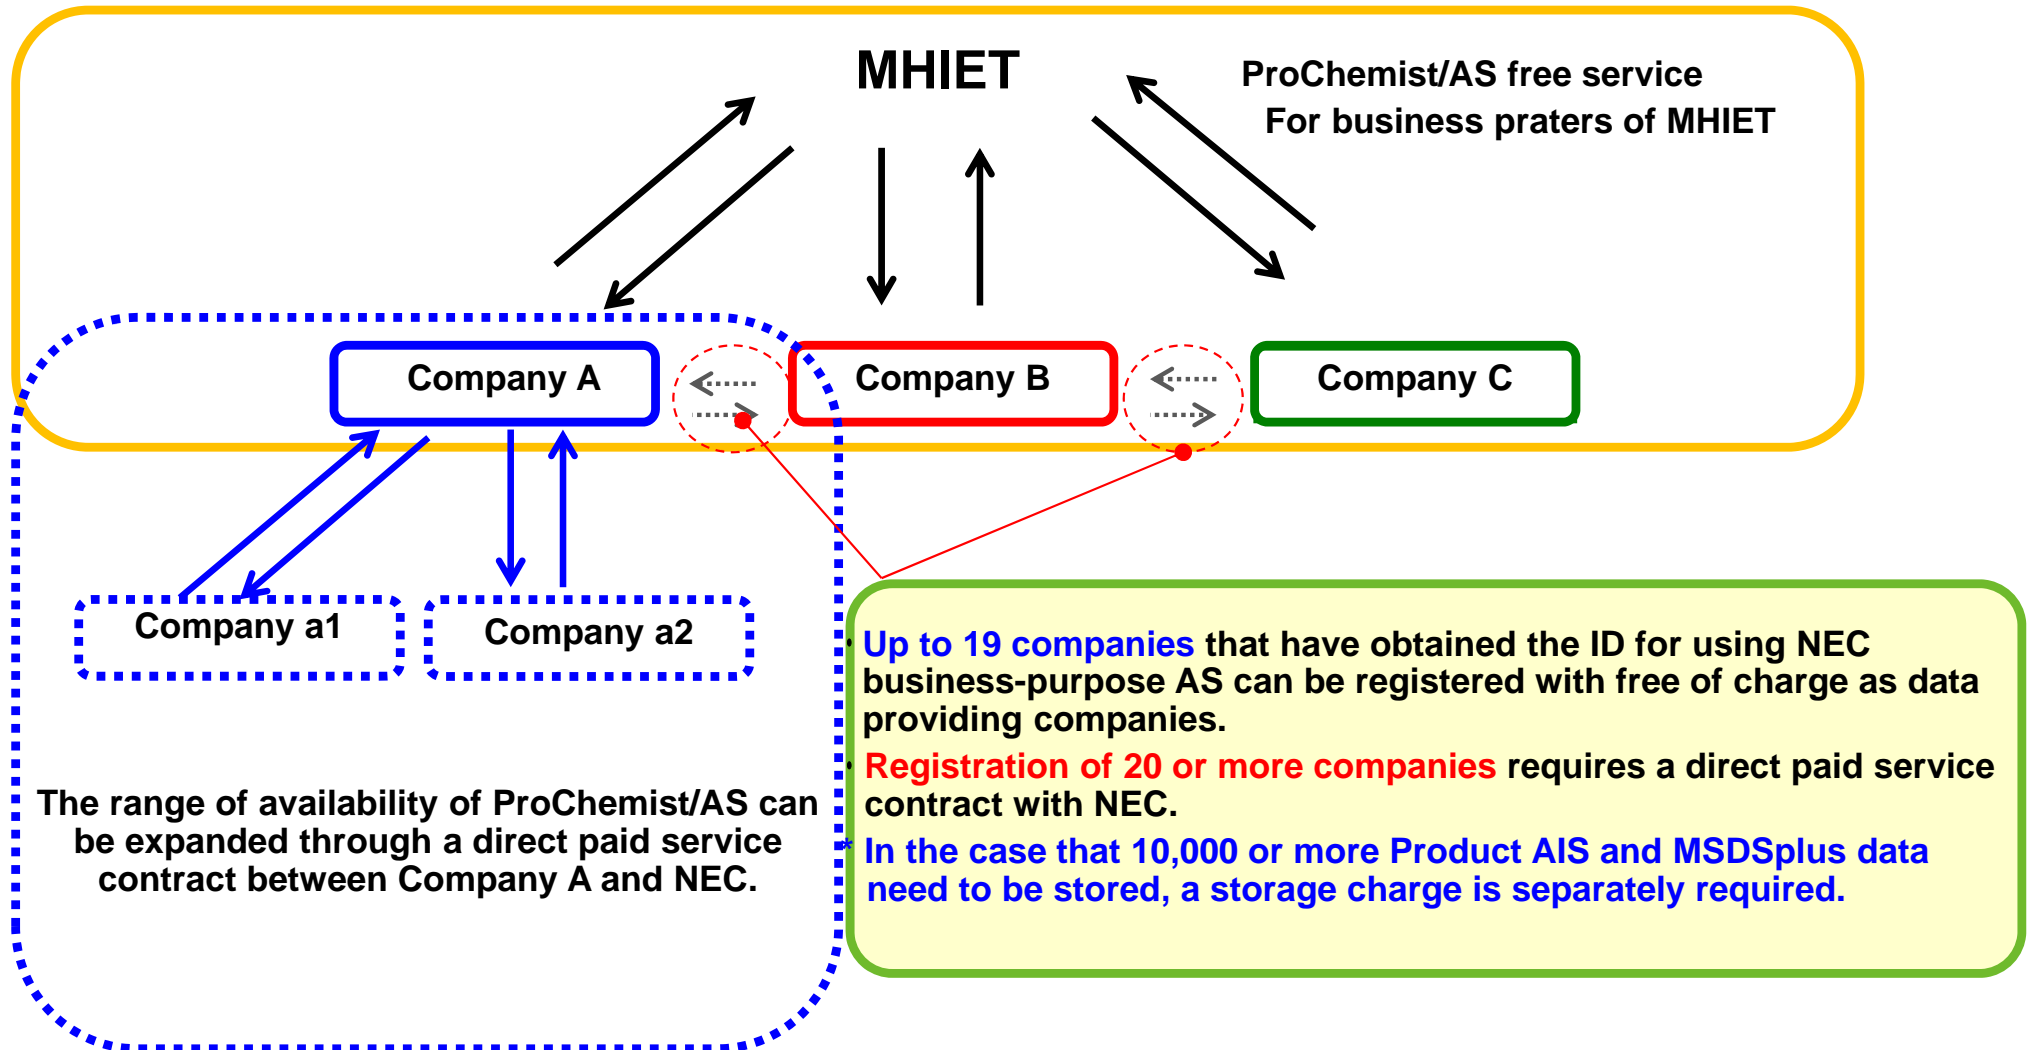 MHIET
ProChemist/AS free service
For business praters of MHIET
Company A
Company B
Company C
Company a1
Company a2
The range of availability of ProChemist/AS can
be expanded through a direct paid service
contract between Company A and NEC.
・Up to 19 companies that have obtained the ID for using NEC
business-purpose AS can be registered with free of charge as data
providing companies.
・Registration of 20 or more companies requires a direct paid service
contract with NEC.
* In the case that 10,000 or more Product AIS and MSDSplus data
need to be stored, a storage charge is separately required.